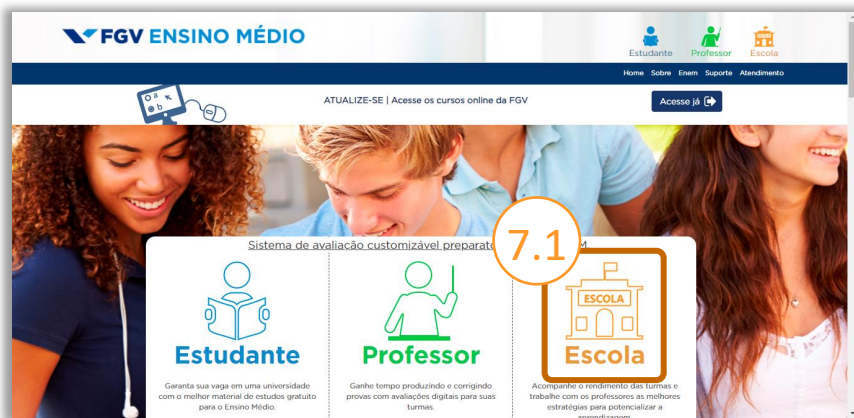 FGV ENSINO MÉDIO
Estudante Professor Escola
Home Sobre Enem Suporte Atendimento
ATUALIZE-SE | Acesse os cursos online da FGV
Acesse já
Sistema de avaliação customizável
7.1
ESCOLA
Estudante
Garanta sua vaga em uma universidade
com o melhor material de estudos gratuito
para o Ensino Médio.
Professor
Ganhe tempo produzindo e corrigindo
provas com avaliações digitais para suas
turmas.
Escola
Acompanhe o rendimento das turmas e
trabalhe com os professores as melhores
estratégias para potencializar a
aprendizagem